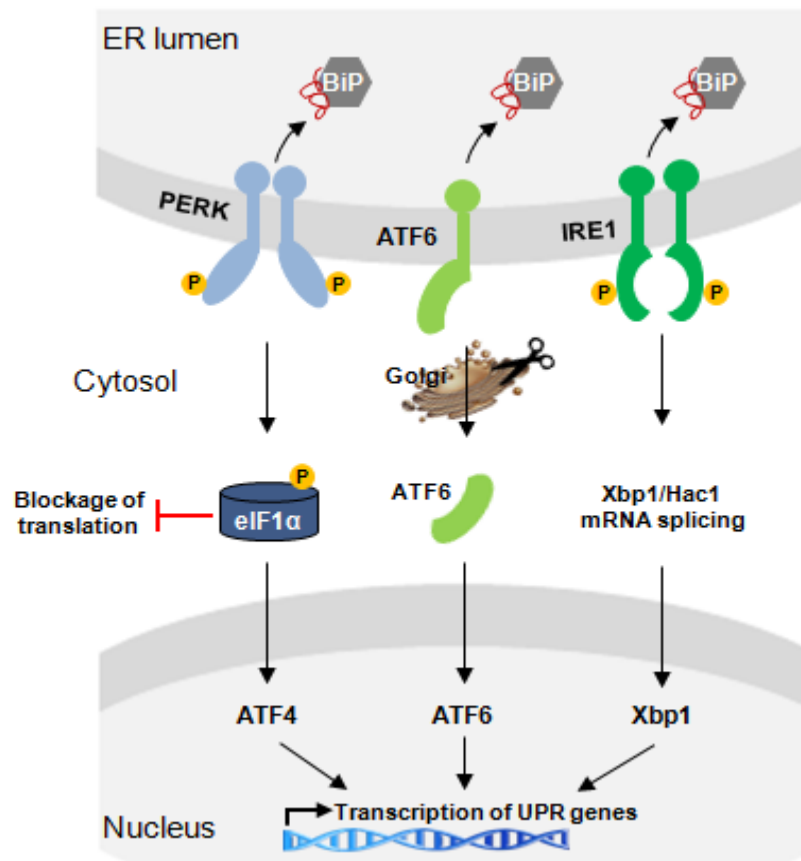 ER lumen
BiP
BiP
BiP
PERK
ATF6
IRE1
P
P
P
P
Golgi
Cytosol
P
eIF1α
Blockage of
translation
ATF6
Xbp1/Hac1
mRNA splicing
ATF4
ATF6
Xbp1
Transcription of UPR genes
Nucleus